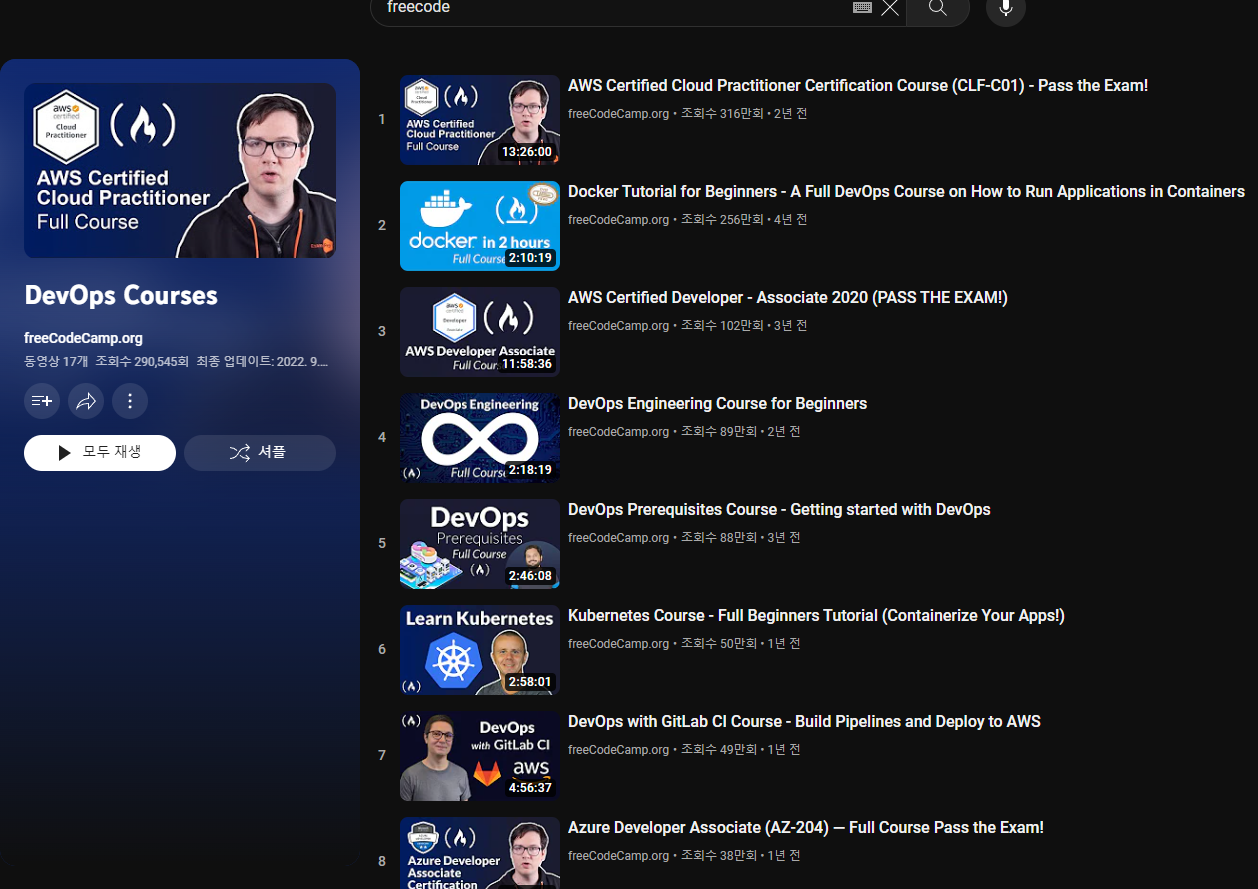 freecode
aws
certified
Cloud
Practitioner
AWS Certified
Cloud Practitioner
Full Course
DevOps Courses
freeCodeCamp.org
동영상 17개 조회수 290,545회 최종 업데이트: 2022. 9....
모두 재생
셔플
1
aws
certified
Cloud
Practitioner
AWS Certified
Cloud Practitioner
Full Course
13:26:00
AWS Certified Cloud Practitioner Certification Course (CLF-C01) - Pass the Exam!
freeCodeCamp.org • 조회수 316만회 • 2년 전
2
docker in 2 hours
Full Course
2:10:19
Docker Tutorial for Beginners - A Full DevOps Course on How to Run Applications in Containers
freeCodeCamp.org • 조회수 256만회 • 4년 전
3
aws
certified
Developer
AWS Developer Associate
Full Cour
11:58:36
AWS Certified Developer - Associate 2020 (PASS THE EXAM!)
freeCodeCamp.org • 조회수 102만회 • 3년 전
4
DevOps Engineering
Full Course
2:18:19
DevOps Engineering Course for Beginners
freeCodeCamp.org • 조회수 89만회 • 2년 전
5
DevOps
Prerequisites
Full Course
2:46:08
DevOps Prerequisites Course - Getting started with DevOps
freeCodeCamp.org • 조회수 88만회 • 3년 전
6
Learn Kubernetes
2:58:01
Kubernetes Course - Full Beginners Tutorial (Containerize Your Apps!)
freeCodeCamp.org • 조회수 50만회 • 1년 전
7
DevOps
with GitLab CI
aws
4:56:37
DevOps with GitLab CI Course - Build Pipelines and Deploy to AWS
freeCodeCamp.org • 조회수 49만회 • 1년 전
8
Azure Developer
Associate
Certification
Azure Developer Associate (AZ-204) — Full Course Pass the Exam!
freeCodeCamp.org • 조회수 38만회 • 1년 전